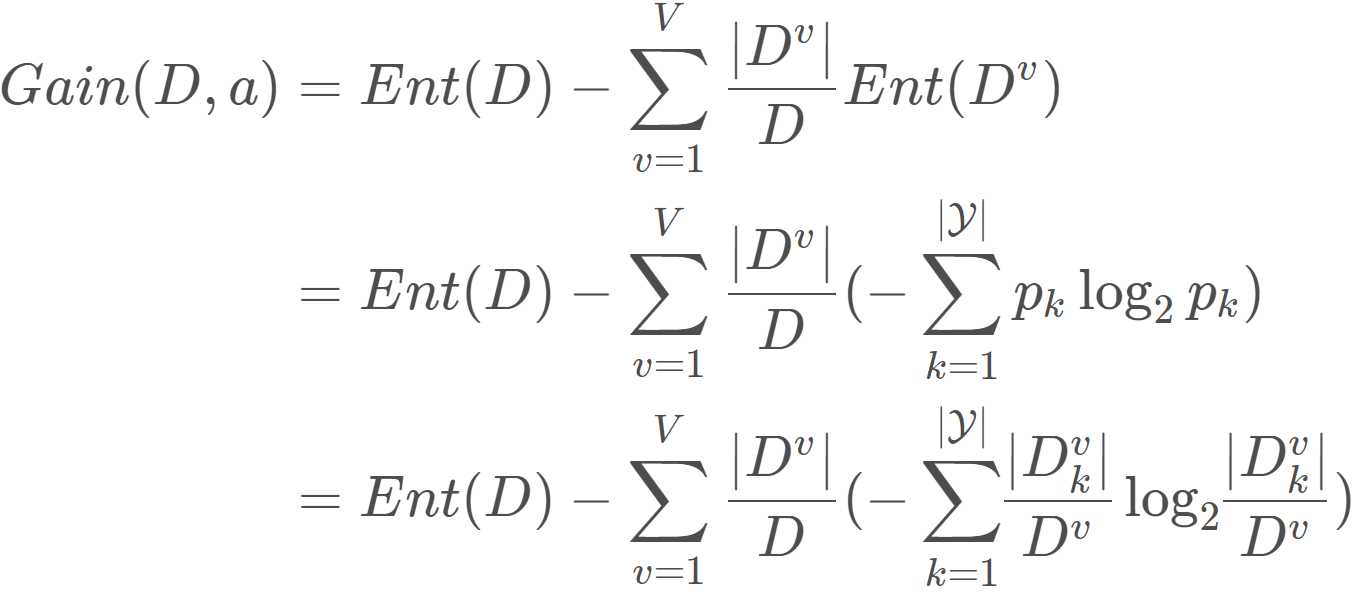 $Gain(D,a) = Ent(D) - \sum_{v=1}^{V} \frac{|D^v|}{D} Ent(D^v)$
$= Ent(D) - \sum_{v=1}^{V} \frac{|D^v|}{D} (-\sum_{k=1}^{|\mathcal{Y}|} p_k \log_2 p_k)$
$= Ent(D) - \sum_{v=1}^{V} \frac{|D^v|}{D} (-\sum_{k=1}^{|\mathcal{Y}|} \frac{|D_k^v|}{D^v} \log_2 \frac{|D_k^v|}{D^v})$